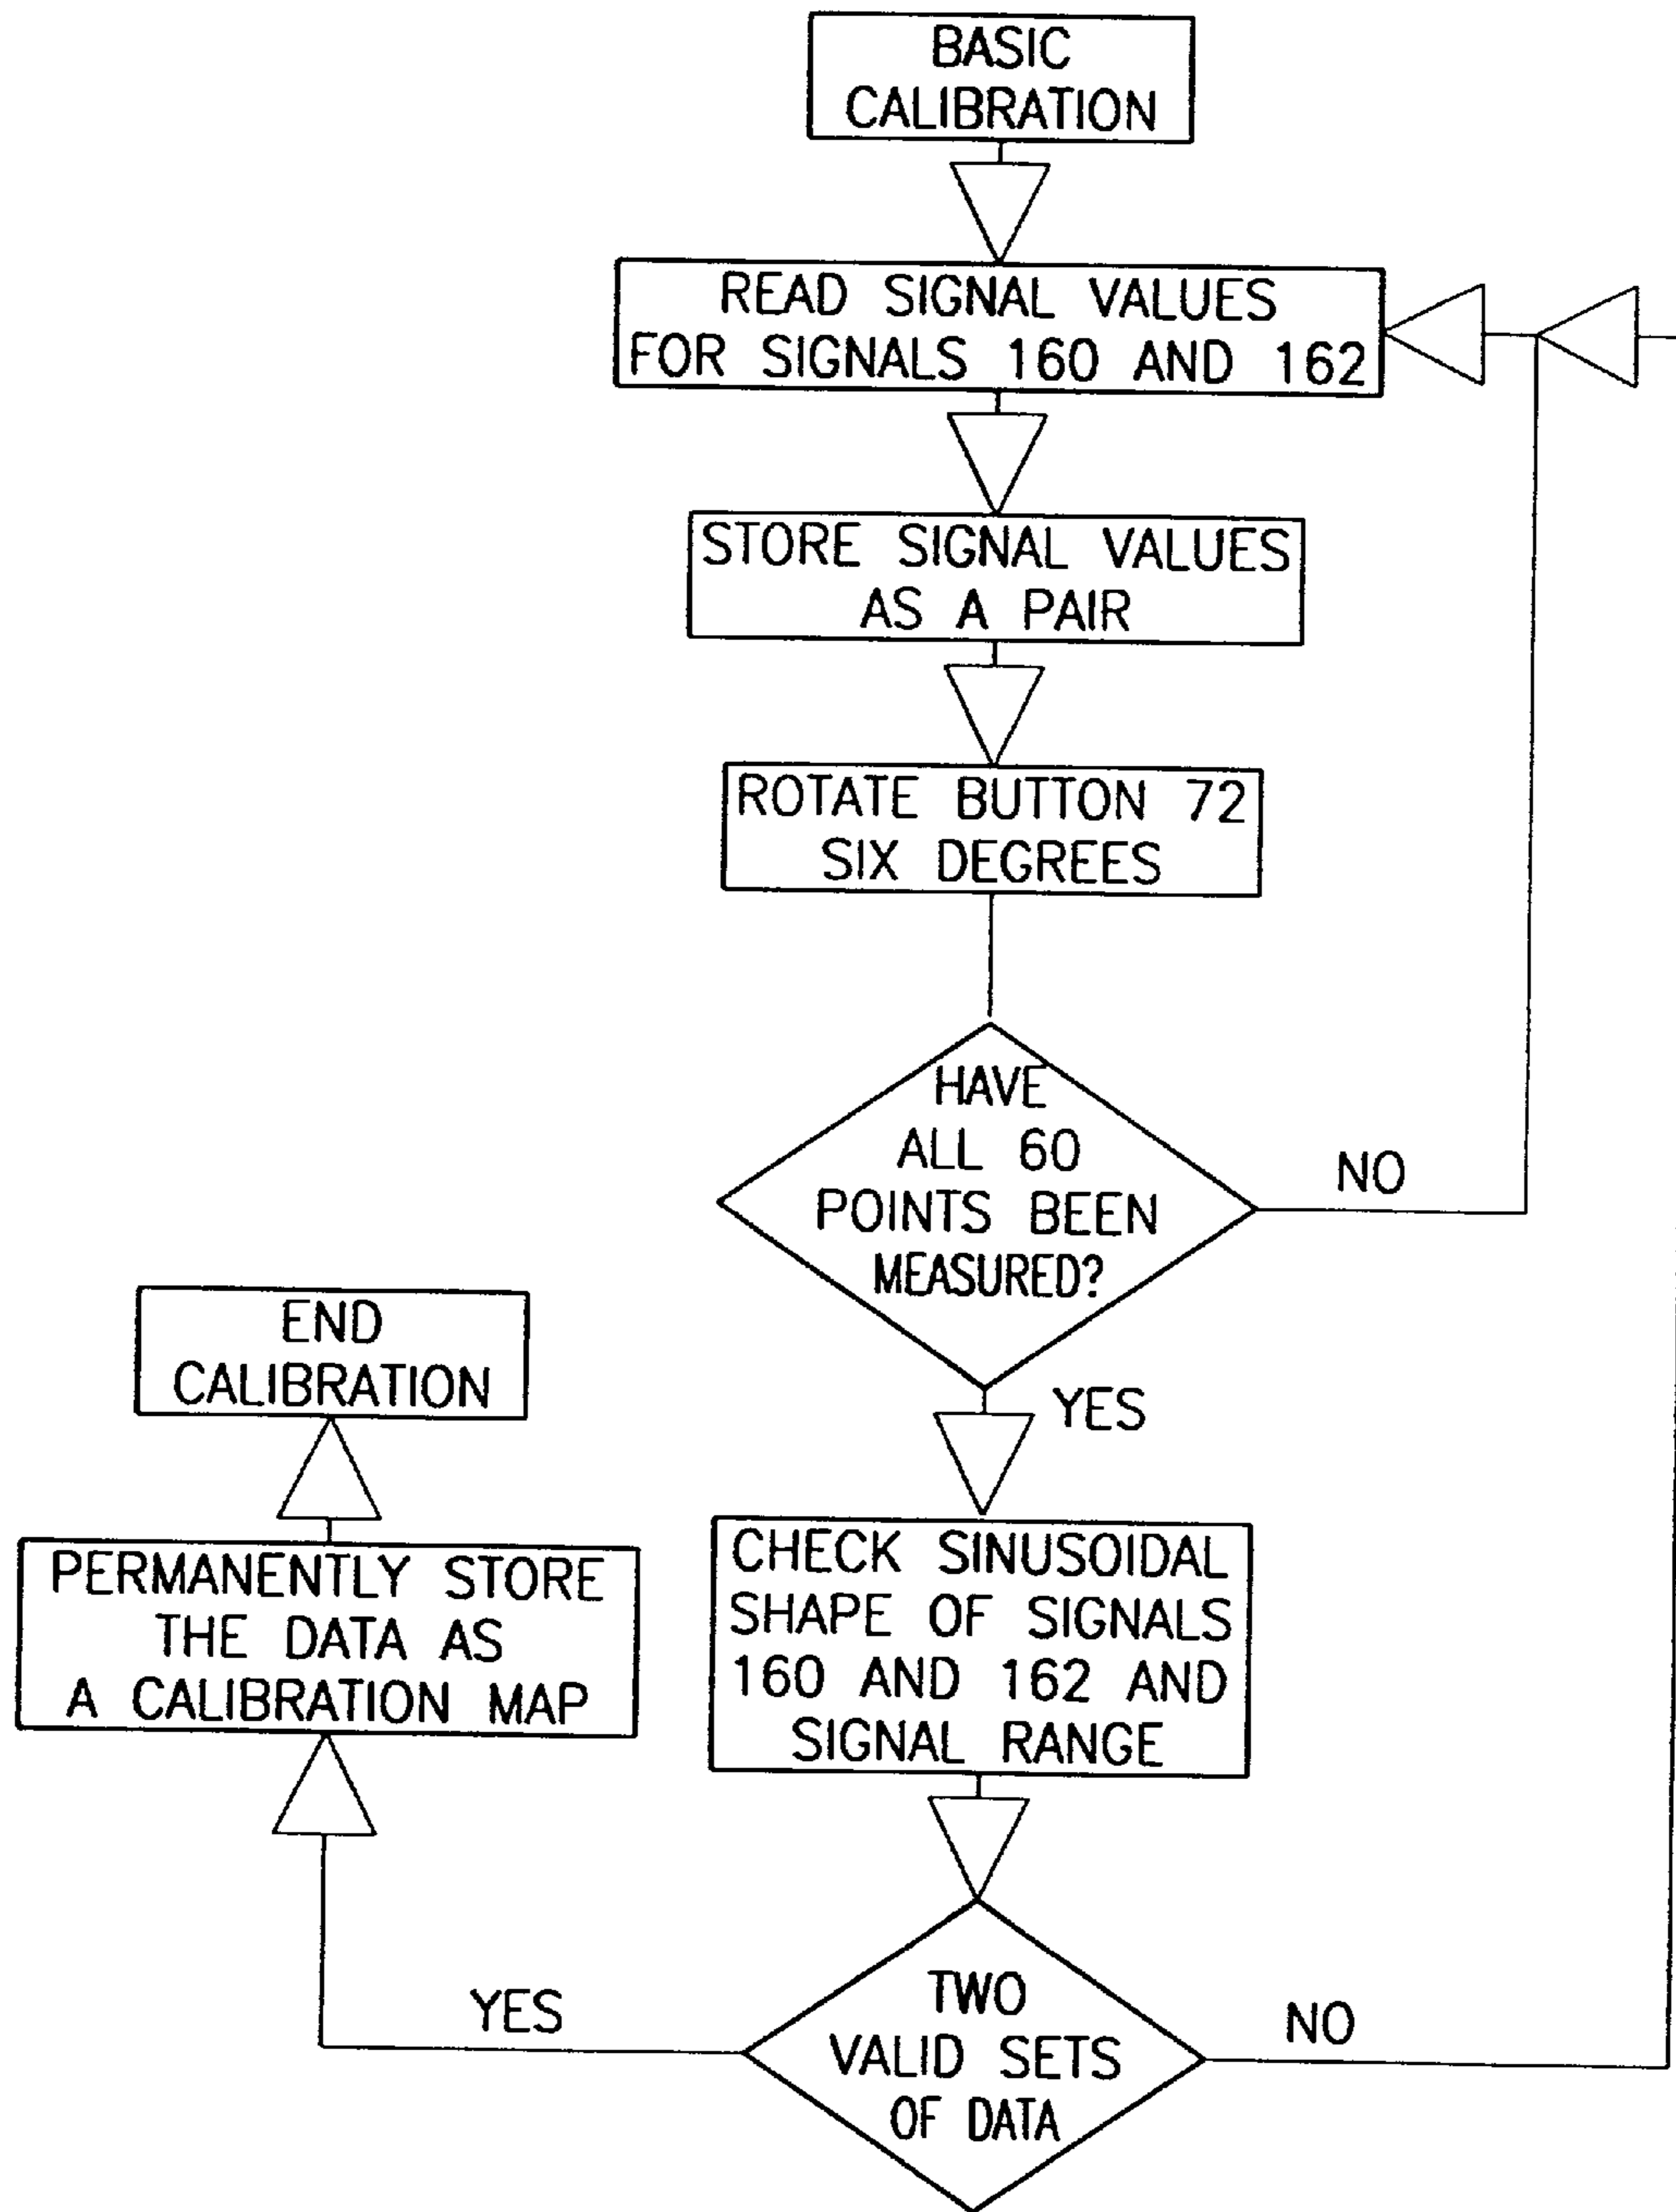 BASIC
CALIBRATION
READ SIGNAL VALUES
FOR SIGNALS 160 AND 162
STORE SIGNAL VALUES
AS A PAIR
ROTATE BUTTON 72
SIX DEGREES
HAVE
ALL 60
POINTS BEEN
MEASURED?
NO
YES
CHECK SINUSOIDAL
SHAPE OF SIGNALS
160 AND 162 AND
SIGNAL RANGE
TWO
VALID SETS
OF DATA
NO
YES
PERMANENTLY STORE
THE DATA AS
A CALIBRATION MAP
END
CALIBRATION